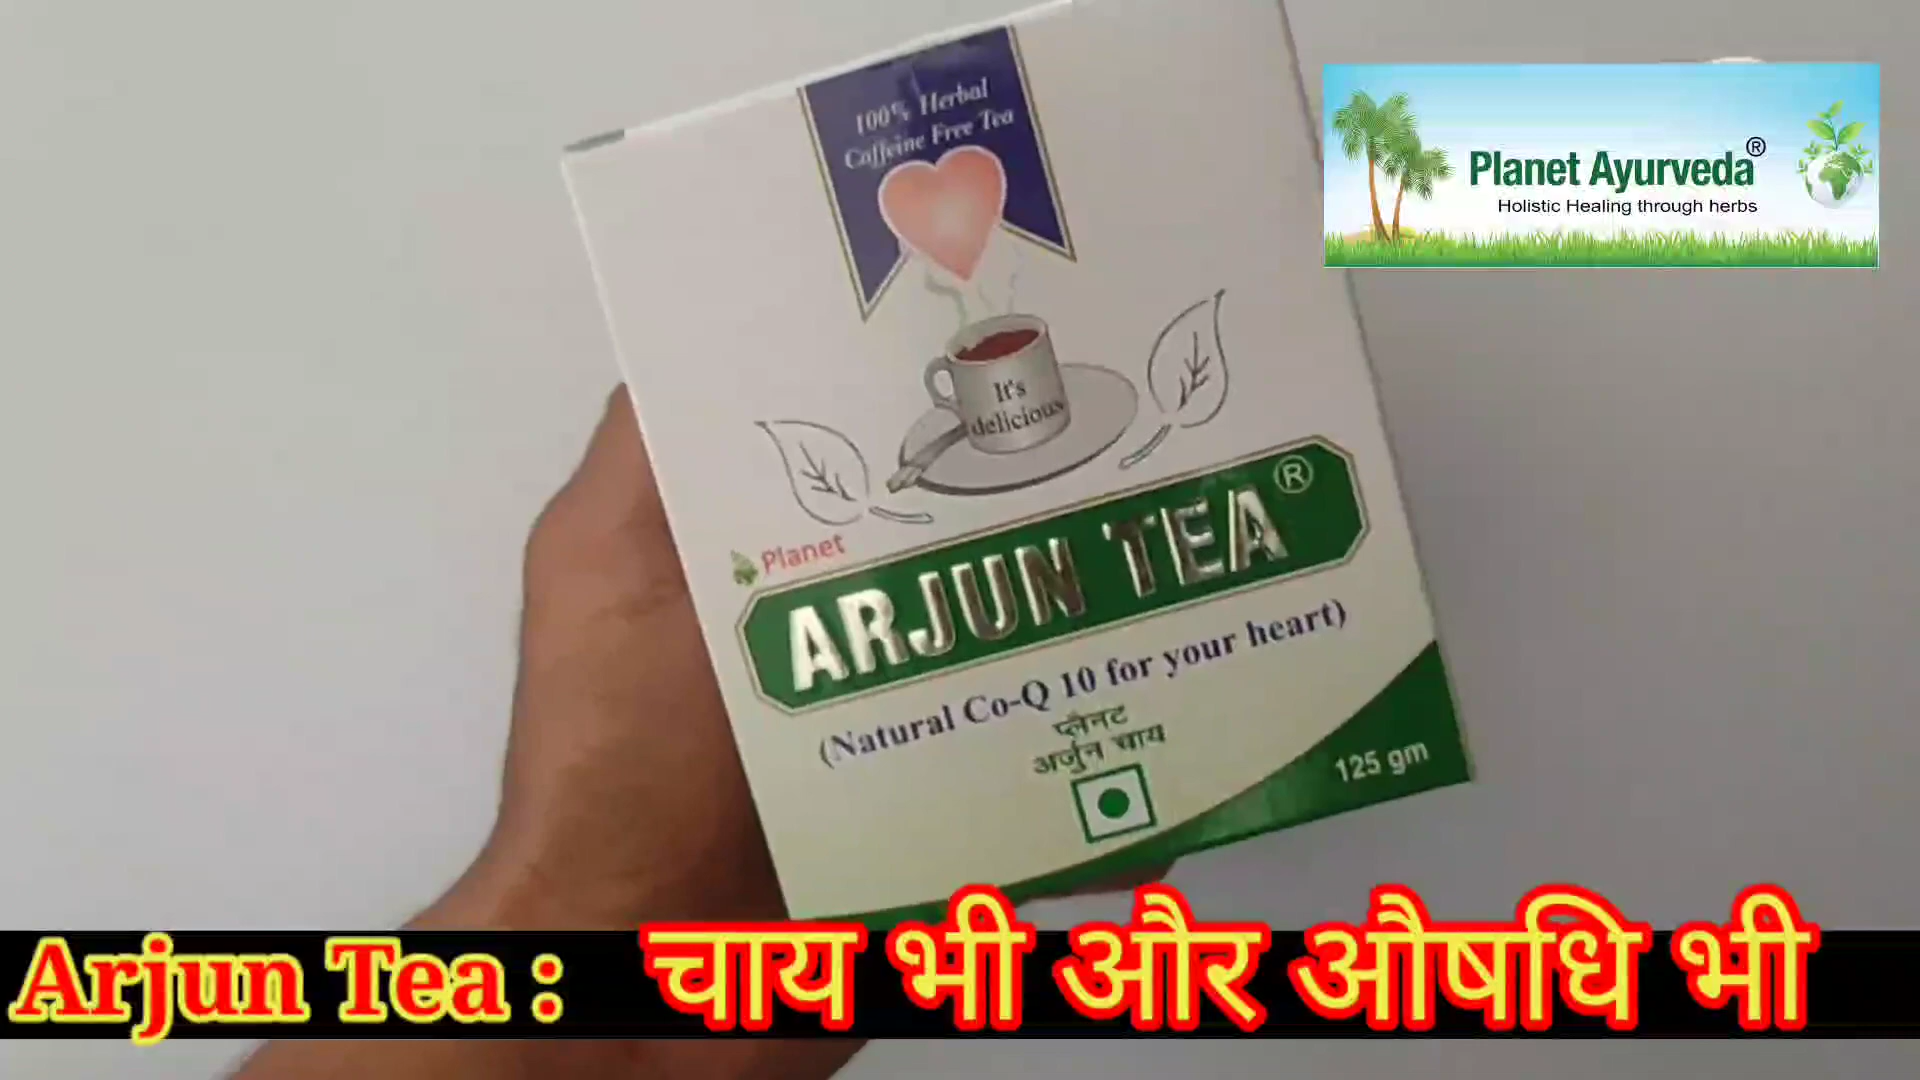 100% Herbal
Caffeine Free Tea
It's
delicious
Planet
ARJUN TEA®
(Natural Co-Q 10 for your heart)
प्लैनट
अर्जुन चाय
125 gm
Planet Ayurveda®
Holistic Healing through herbs
Arjun Tea : चाय भी और औषधि भी